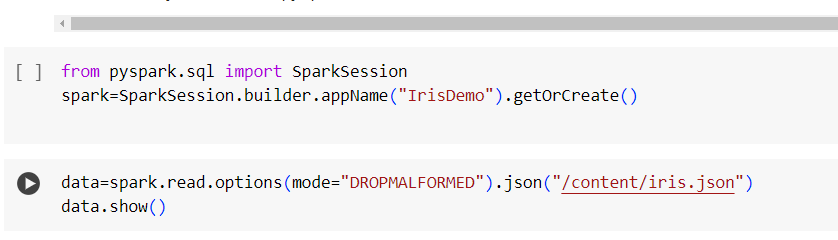 [ ]
from pyspark.sql import SparkSession
spark=SparkSession.builder.appName("IrisDemo").getOrCreate()
data=spark.read.options(mode="DROPMALFORMED").json("/content/iris.json")
data.show()